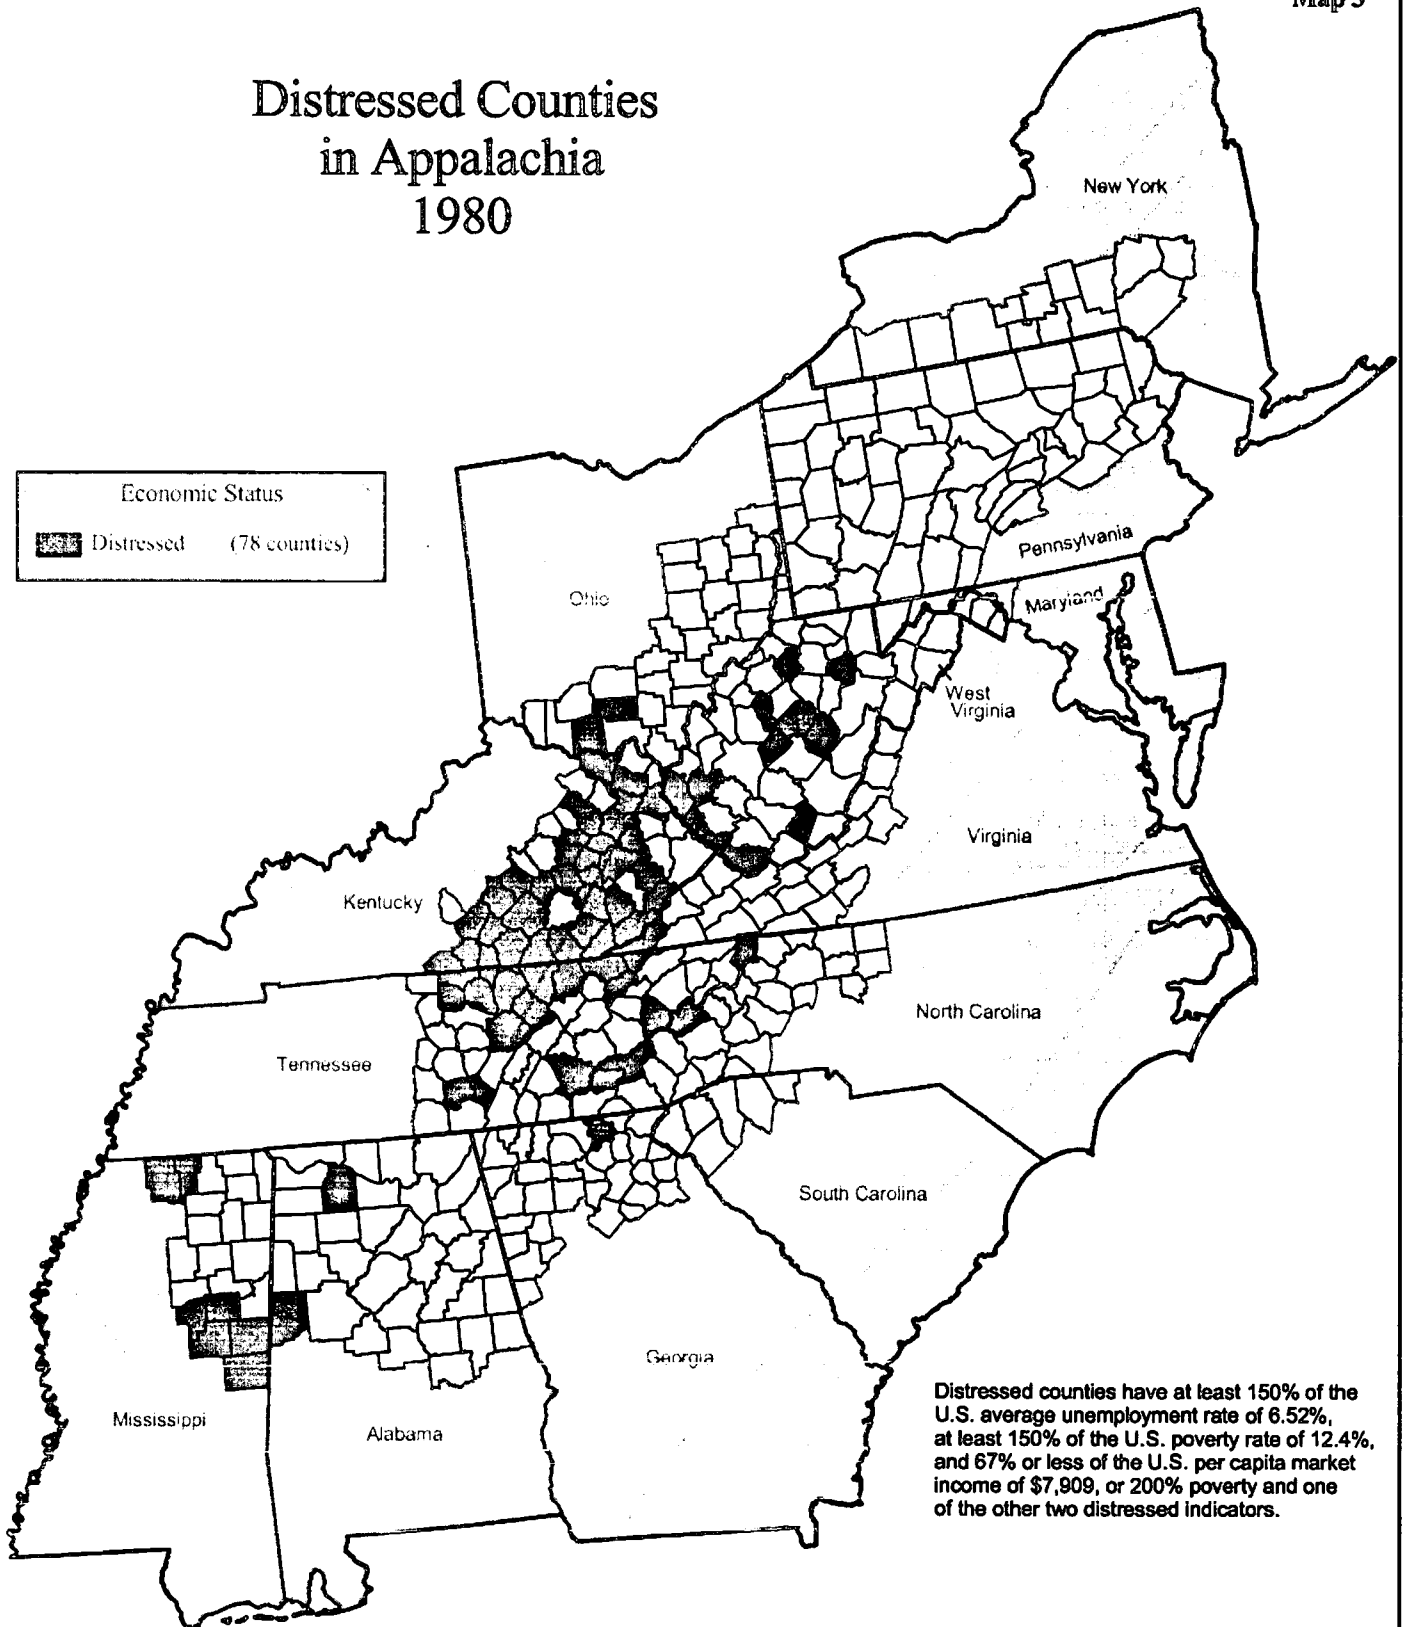 Map 3
Distressed Counties
in Appalachia
1980
New York
Economic Status
Distressed (78 counties)
Pennsylvania
Ohio
Maryland
West
Virginia
Virginia
Kentucky
North Carolina
Tennessee
South Carolina
Georgia
Mississippi
Alabama
Distressed counties have at least 150% of the
U.S. average unemployment rate of 6.52%,
at least 150% of the U.S. poverty rate of 12.4%,
and 67% or less of the U.S. per capita market
income of $7,909, or 200% poverty and one
of the other two distressed indicators.